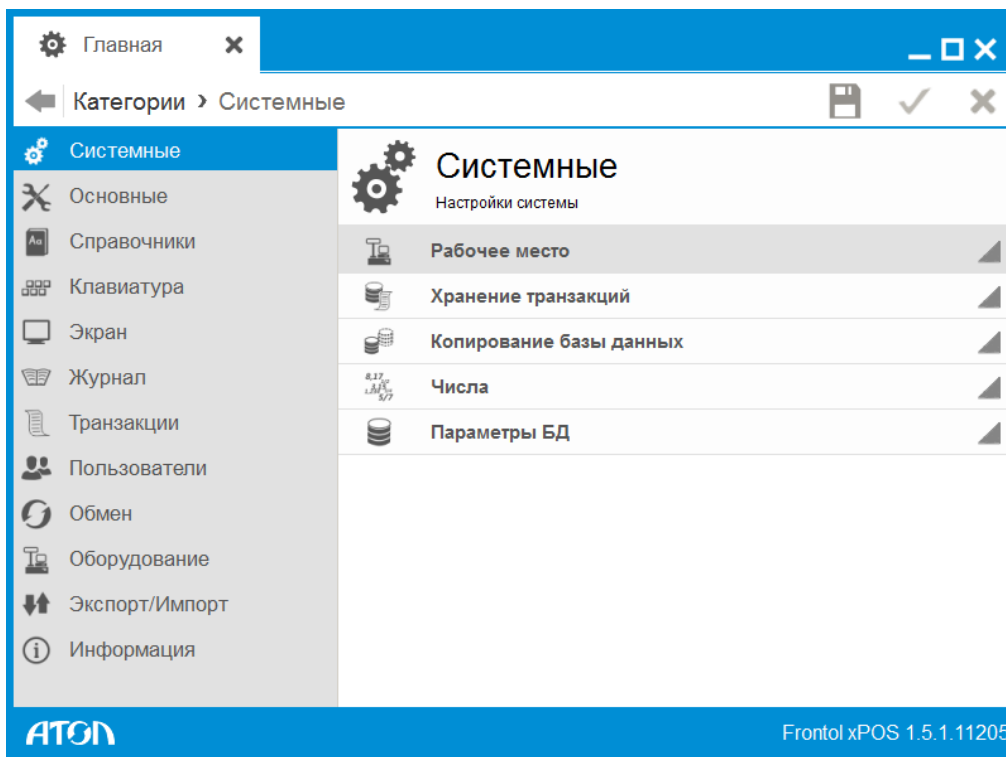 Главная
Категории › Системные
Системные
Основные
Справочники
Клавиатура
Экран
Журнал
Транзакции
Пользователи
Обмен
Оборудование
Экспорт/Импорт
Информация
Системные
Настройки системы
Рабочее место
Хранение транзакций
Копирование базы данных
Числа
Параметры БД
АТОЛ
Frontol xPOS 1.5.1.11205